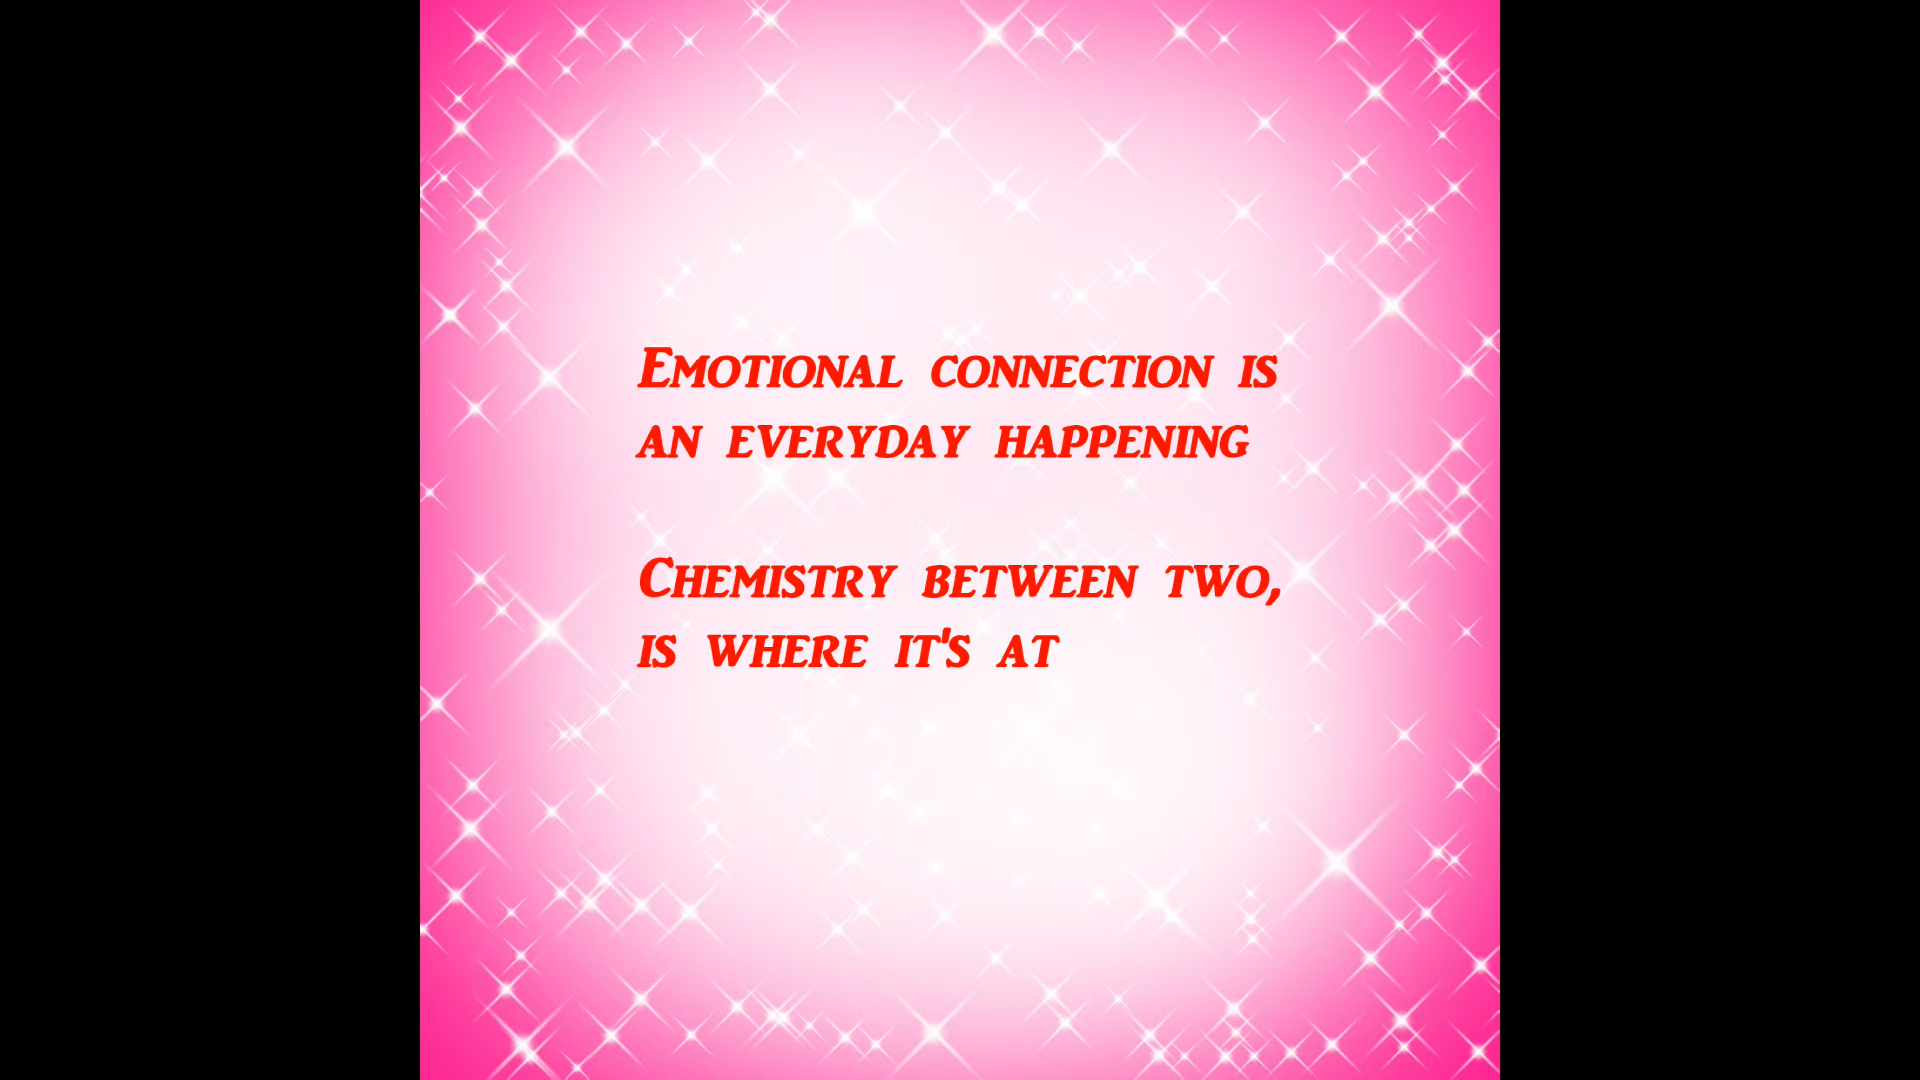 Emotional connection is
an everyday happening
Chemistry between two,
is where it's at